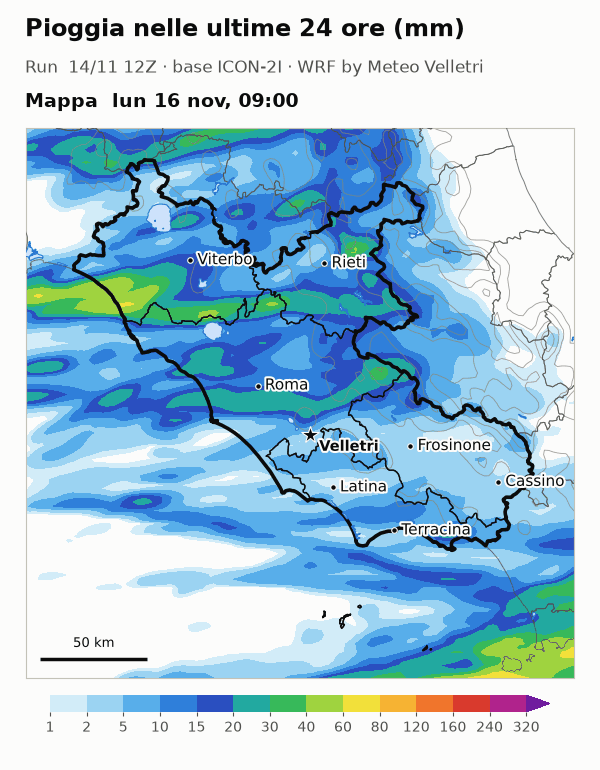 Pioggia nelle ultime 24 ore (mm)
Run 14/11 12Z · base ICON-2I · WRF by Meteo Velletri
Mappa lun 16 nov, 09:00
Viterbo
Rieti
Roma
Velletri
Frosinone
Latina
Cassino
Terracina
50 km
1 2 5 10 15 20 30 40 60 80 120 160 240 320